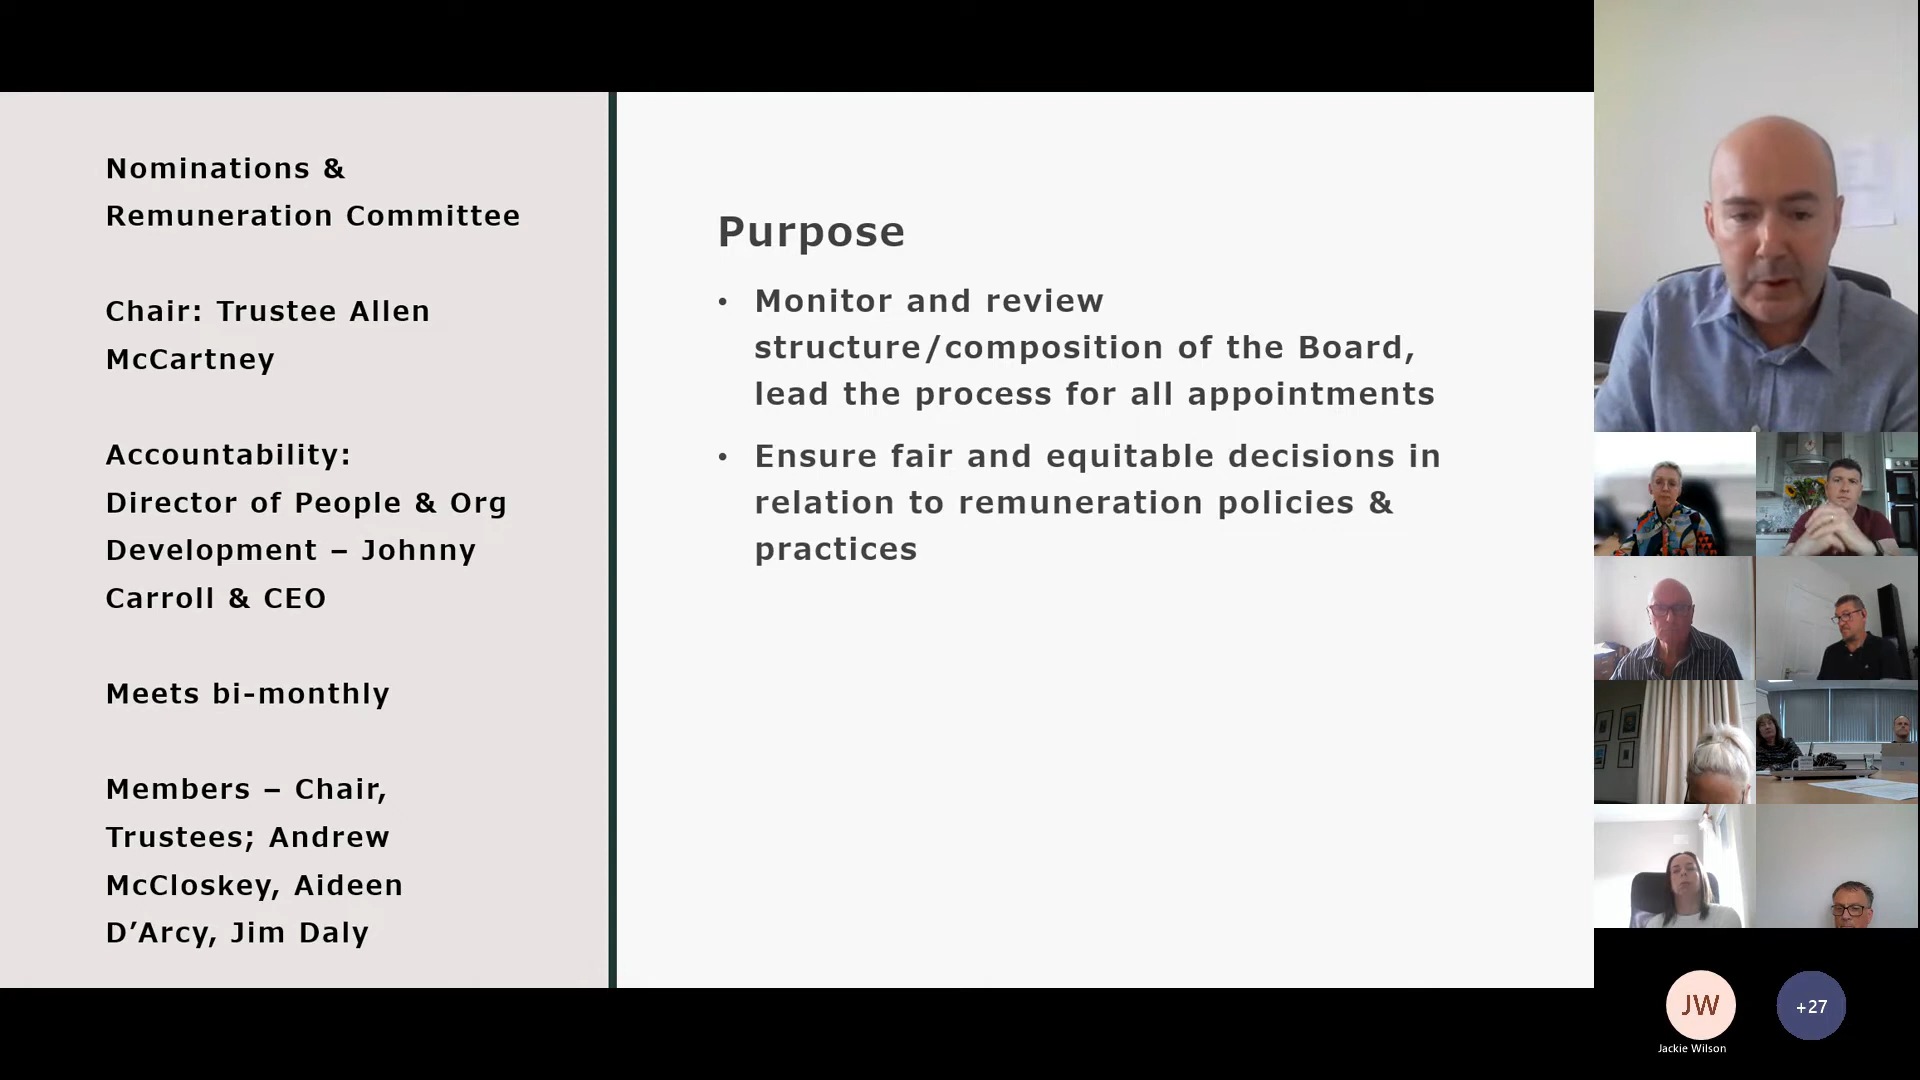 Nominations &
Remuneration Committee
Chair: Trustee Allen
McCartney
Accountability:
Director of People & Org
Development – Johnny
Carroll & CEO
Meets bi-monthly
Members – Chair,
Trustees; Andrew
McCloskey, Aideen
D’Arcy, Jim Daly
Purpose
• Monitor and review
structure/composition of the Board,
lead the process for all appointments
• Ensure fair and equitable decisions in
relation to remuneration policies &
practices
JW
Jackie Wilson
+27